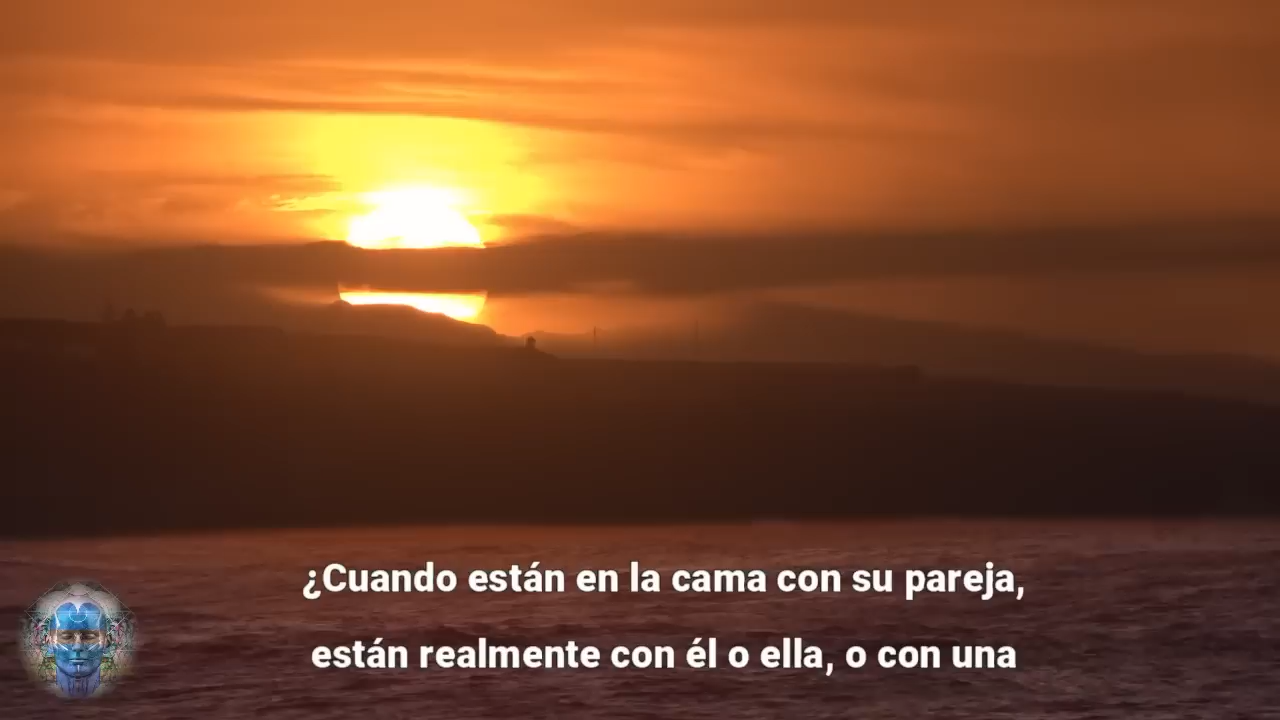 ¿Cuando están en la cama con su pareja,
están realmente con él o ella, o con una